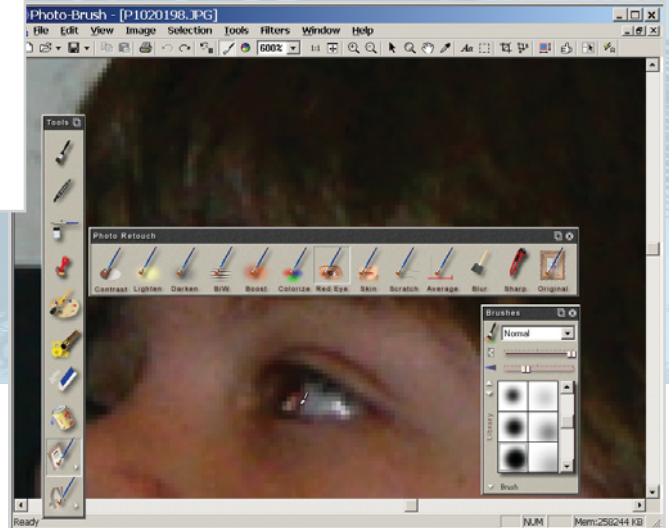 Photo-Brush - [P1020198.JPG]
File Edit View Image Selection Tools Filters Window Help
600% 1:1 Aa
Tools
Photo Retouch
Contrast. Lighten. Darken. B/W. Boost. Colorize. Red Eye. Skin. Scratch. Average. Blur. Sharp. Original.
Brushes
Normal
Library
Brush
Ready NUM Mem:258244 KB